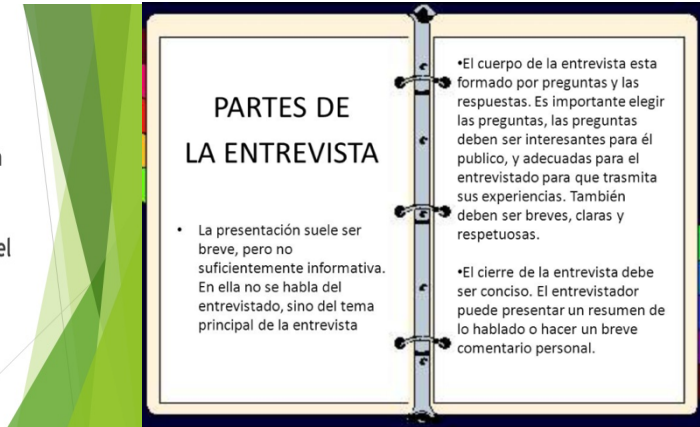 el
PARTES DE
LA ENTREVISTA
• La presentación suele ser
breve, pero no
suficientemente informativa.
En ella no se habla del
entrevistado, sino del tema
principal de la entrevista
•El cuerpo de la entrevista esta
formado por preguntas y las
respuestas. Es importante elegir
las preguntas, las preguntas
deben ser interesantes para él
publico, y adecuadas para el
entrevistado para que trasmita
sus experiencias. También
deben ser breves, claras y
respetuosas.
•El cierre de la entrevista debe
ser conciso. El entrevistador
puede presentar un resumen de
lo hablado o hacer un breve
comentario personal.